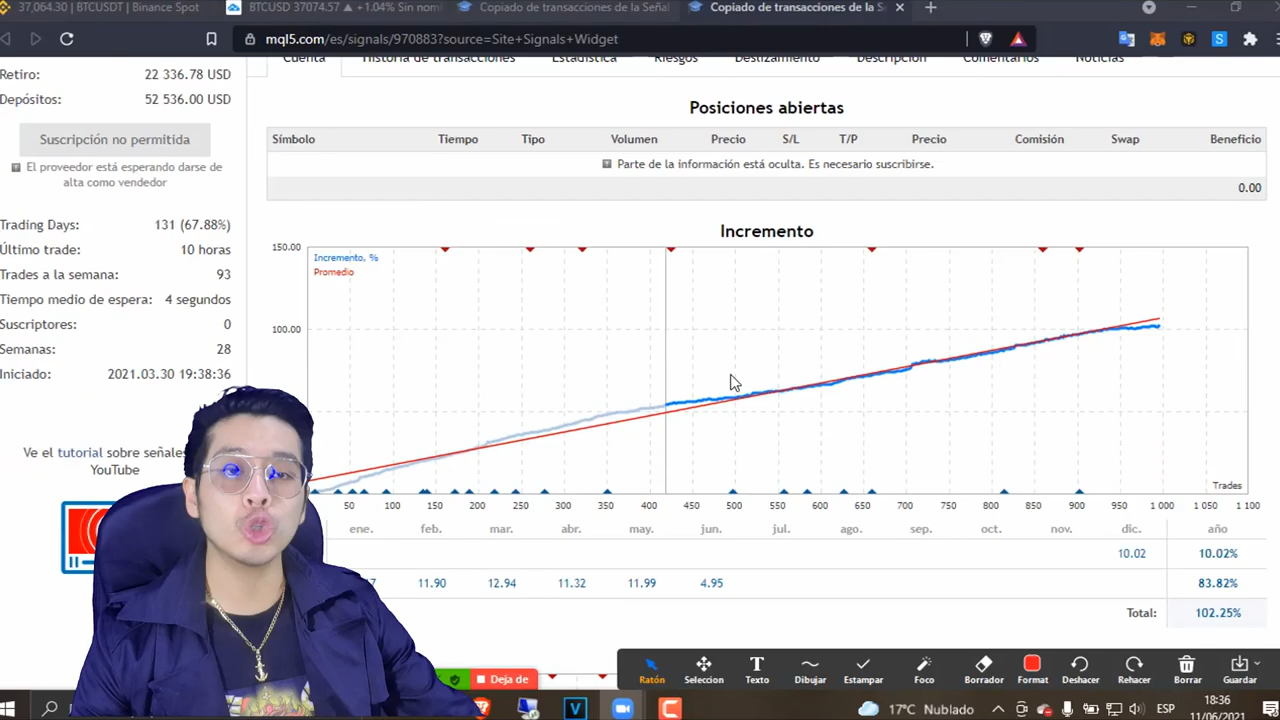 37,064.30 | BTCUSDT | Binance Spot
BTCUSD 37074.57 ▲ +1.04% Sin nom
Copiado de transacciones de la Seña
Copiado de transacciones de la S
mql5.com/es/signals/970883?source=Site+Signals+Widget
Retiro: 22 336.78 USD
Depósitos: 52 536.00 USD
Suscripción no permitida
El proveedor está esperando darse de
alta como vendedor
Trading Days: 131 (67.88%)
Último trade: 10 horas
Trades a la semana: 93
Tiempo medio de espera: 4 segundos
Suscriptores: 0
Semanas: 28
Iniciado: 2021.03.30 19:38:36
Ve el tutorial sobre señales
YouTube
Cuenta Historia de transacciones Estadística Riesgos Deslizamiento Descripción Comentarios Noticias
Posiciones abiertas
Símbolo Tiempo Tipo Volumen Precio S/L T/P Precio Comisión Swap Beneficio
Parte de la información está oculta. Es necesario suscribirse.
0.00
Incremento
150.00
Incremento, %
Promedio
100.00
Trades
50 100 150 200 250 300 350 400 450 500 550 600 650 700 750 800 850 900 950 1 000 1 050 1 100
ene. feb. mar. abr. may. jun. jul. ago. sep. oct. nov. dic. año
10.02 10.02%
11.90 12.94 11.32 11.99 4.95 83.82%
Total: 102.25%
Deje de
Ratón Selección Texto Dibujar Estampar Foco Borrador Format Deshacer Rehacer Borrar Guardar
17°C Nublado
ESP
18:36
11/06/2021